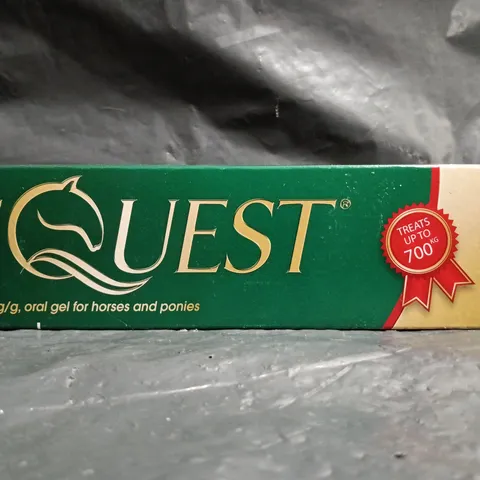 QUEST®
g/g, oral gel for horses and ponies
TREATS
UP TO
700KG